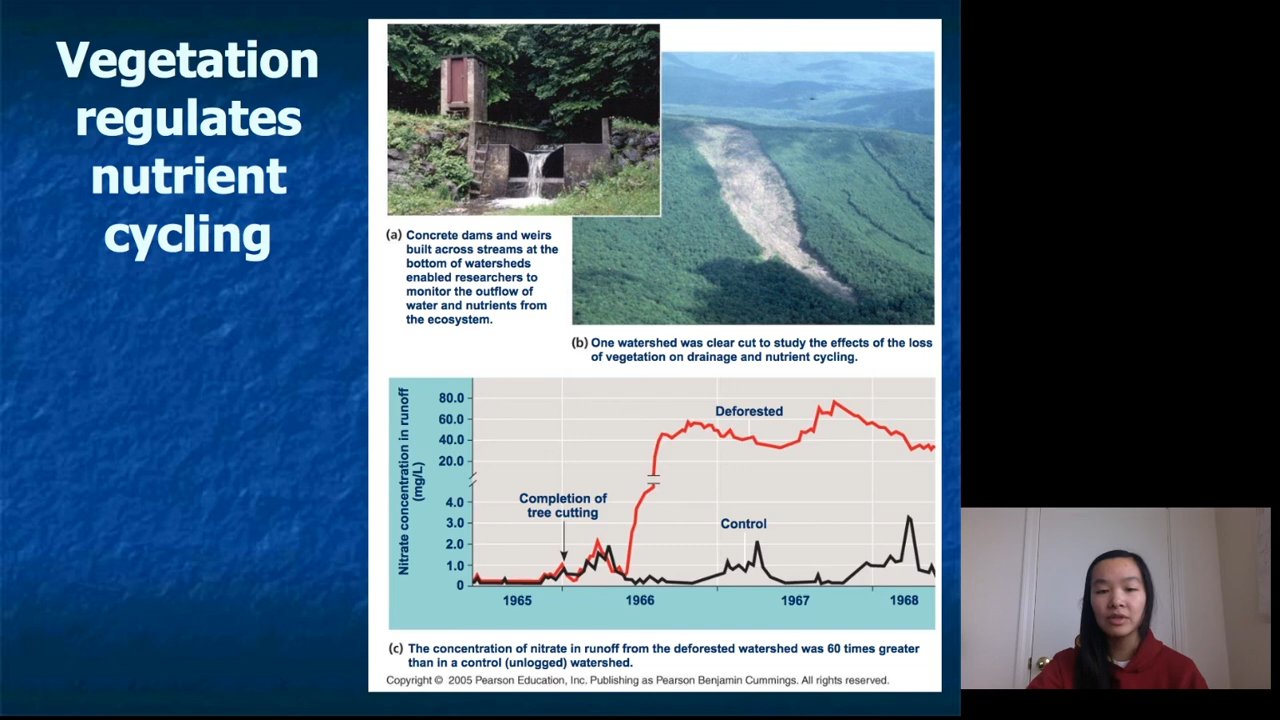 Vegetation
regulates
nutrient
cycling
(a) Concrete dams and weirs
built across streams at the
bottom of watersheds
enabled researchers to
monitor the outflow of
water and nutrients from
the ecosystem.
(b) One watershed was clear cut to study the effects of the loss
of vegetation on drainage and nutrient cycling.
Nitrate concentration in runoff
(mg/L)
80.0
60.0
40.0
20.0
4.0
3.0
2.0
1.0
0
Deforested
Completion of
tree cutting
Control
1965
1966
1967
1968
(c) The concentration of nitrate in runoff from the deforested watershed was 60 times greater
than in a control (unlogged) watershed.
Copyright © 2005 Pearson Education, Inc. Publishing as Pearson Benjamin Cummings. All rights reserved.